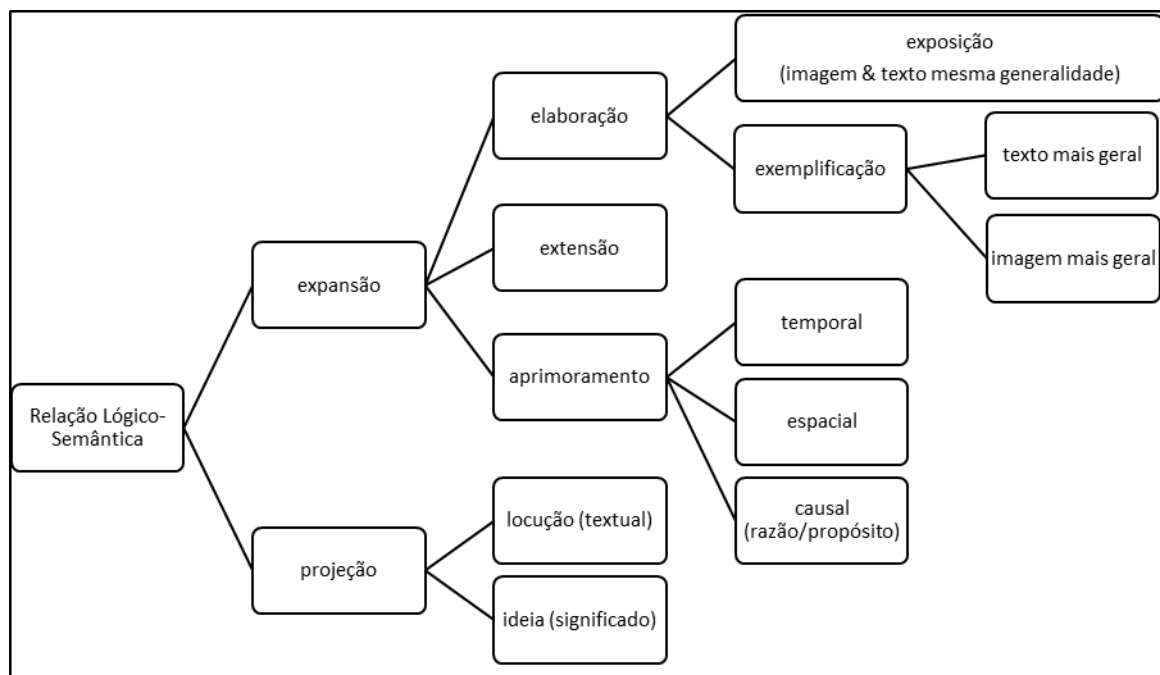 exposição
(imagem & texto mesma generalidade)
elaboração
exemplificação
texto mais geral
imagem mais geral
extensão
expansão
temporal
aprimoramento
espacial
causal
(razão/propósito)
Relação Lógico-
Semântica
locução (textual)
projeção
ideia (significado)